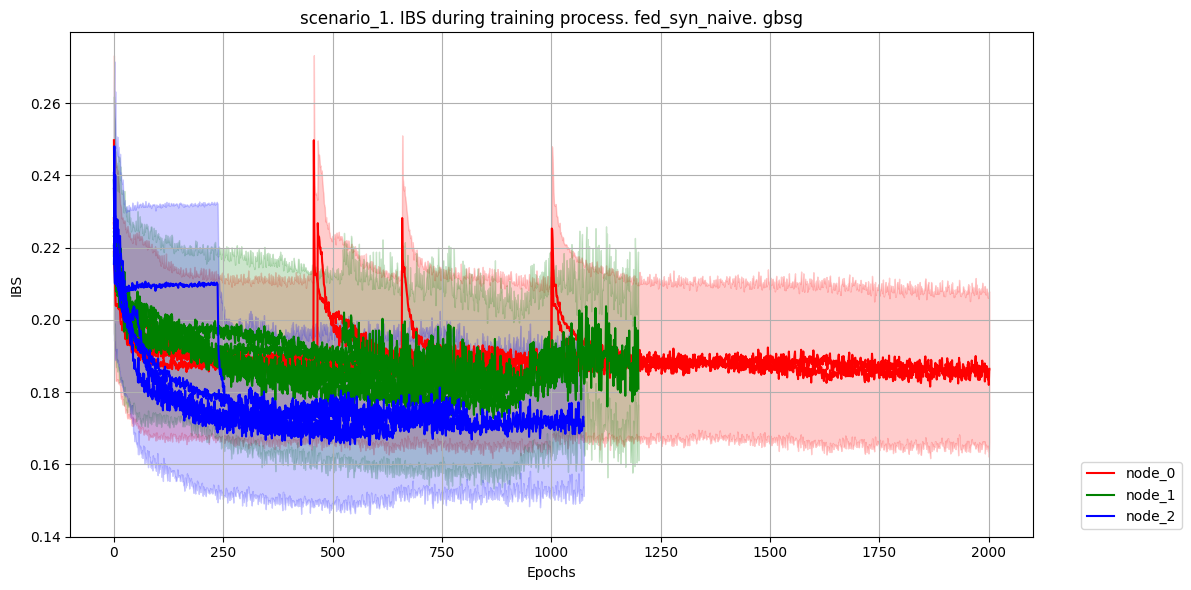 scenario_1. IBS during training process. fed_syn_naive. gbsg
IBS
0.26
0.24
0.22
0.20
0.18
0.16
0.14
0
250
500
750
1000
1250
1500
1750
2000
Epochs
node_0
node_1
node_2